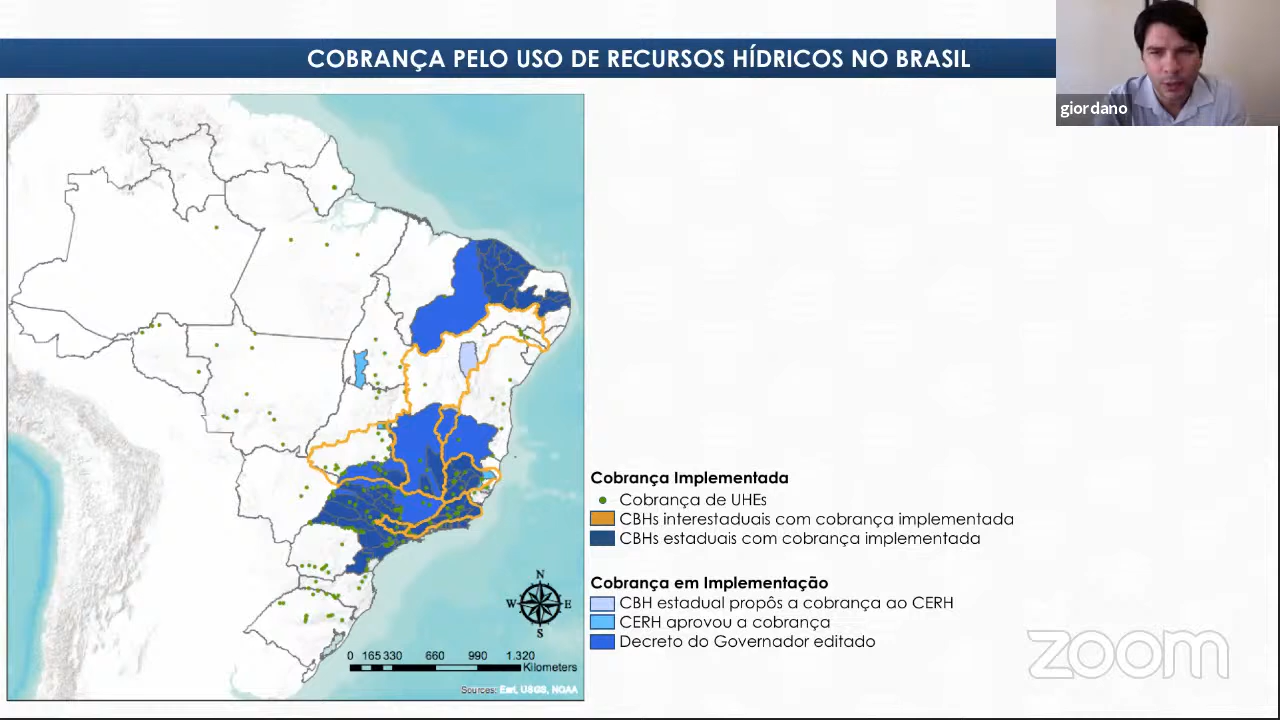 COBRANÇA PELO USO DE RECURSOS HÍDRICOS NO BRASIL
giordano
Cobrança Implementada
Cobrança de UHEs
CBHs interestaduais com cobrança implementada
CBHs estaduais com cobrança implementada
Cobrança em Implementação
CBH estadual propôs a cobrança ao CERH
CERH aprovou a cobrança
Decreto do Governador editado
N
W E
S
0 165 330 660 990 1.320
Kilometers
Sources: Esri, USGS, NOAA
zoom